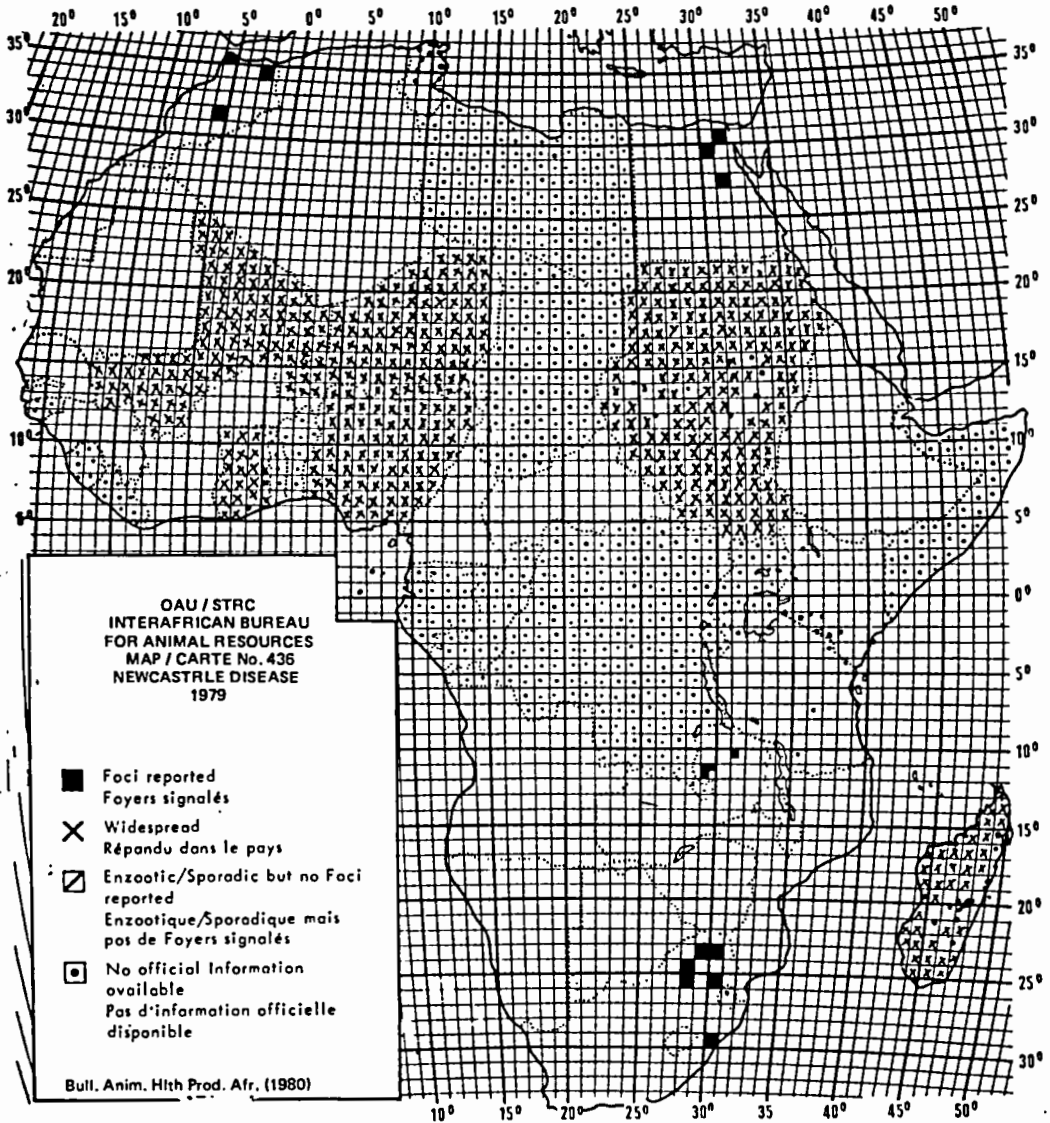 20° 15° 10° 5° 0° 5° 10° 15° 20° 25° 30° 35° 40° 45° 50°
35° 35°
30° 30°
25° 25°
20° 20°
15° 15°
10° 10°
5° 5°
0°
5°
10°
15°
20°
25°
30°
OAU / STRC
INTERAFRICAN BUREAU
FOR ANIMAL RESOURCES
MAP / CARTE No. 436
NEWCASTRLE DISEASE
1979
Foci reported
Foyers signalés
Widespread
Répandu dans le pays
Enzootic/Sporadic but no Foci
reported
Enzootique/Sporadique mais
pos de Foyers signalés
No official Information
available
Pas d'information officielle
disponible
Bull. Anim. Hlth Prod. Afr. (1980)
10° 15° 20° 25° 30° 35° 40° 45° 50°